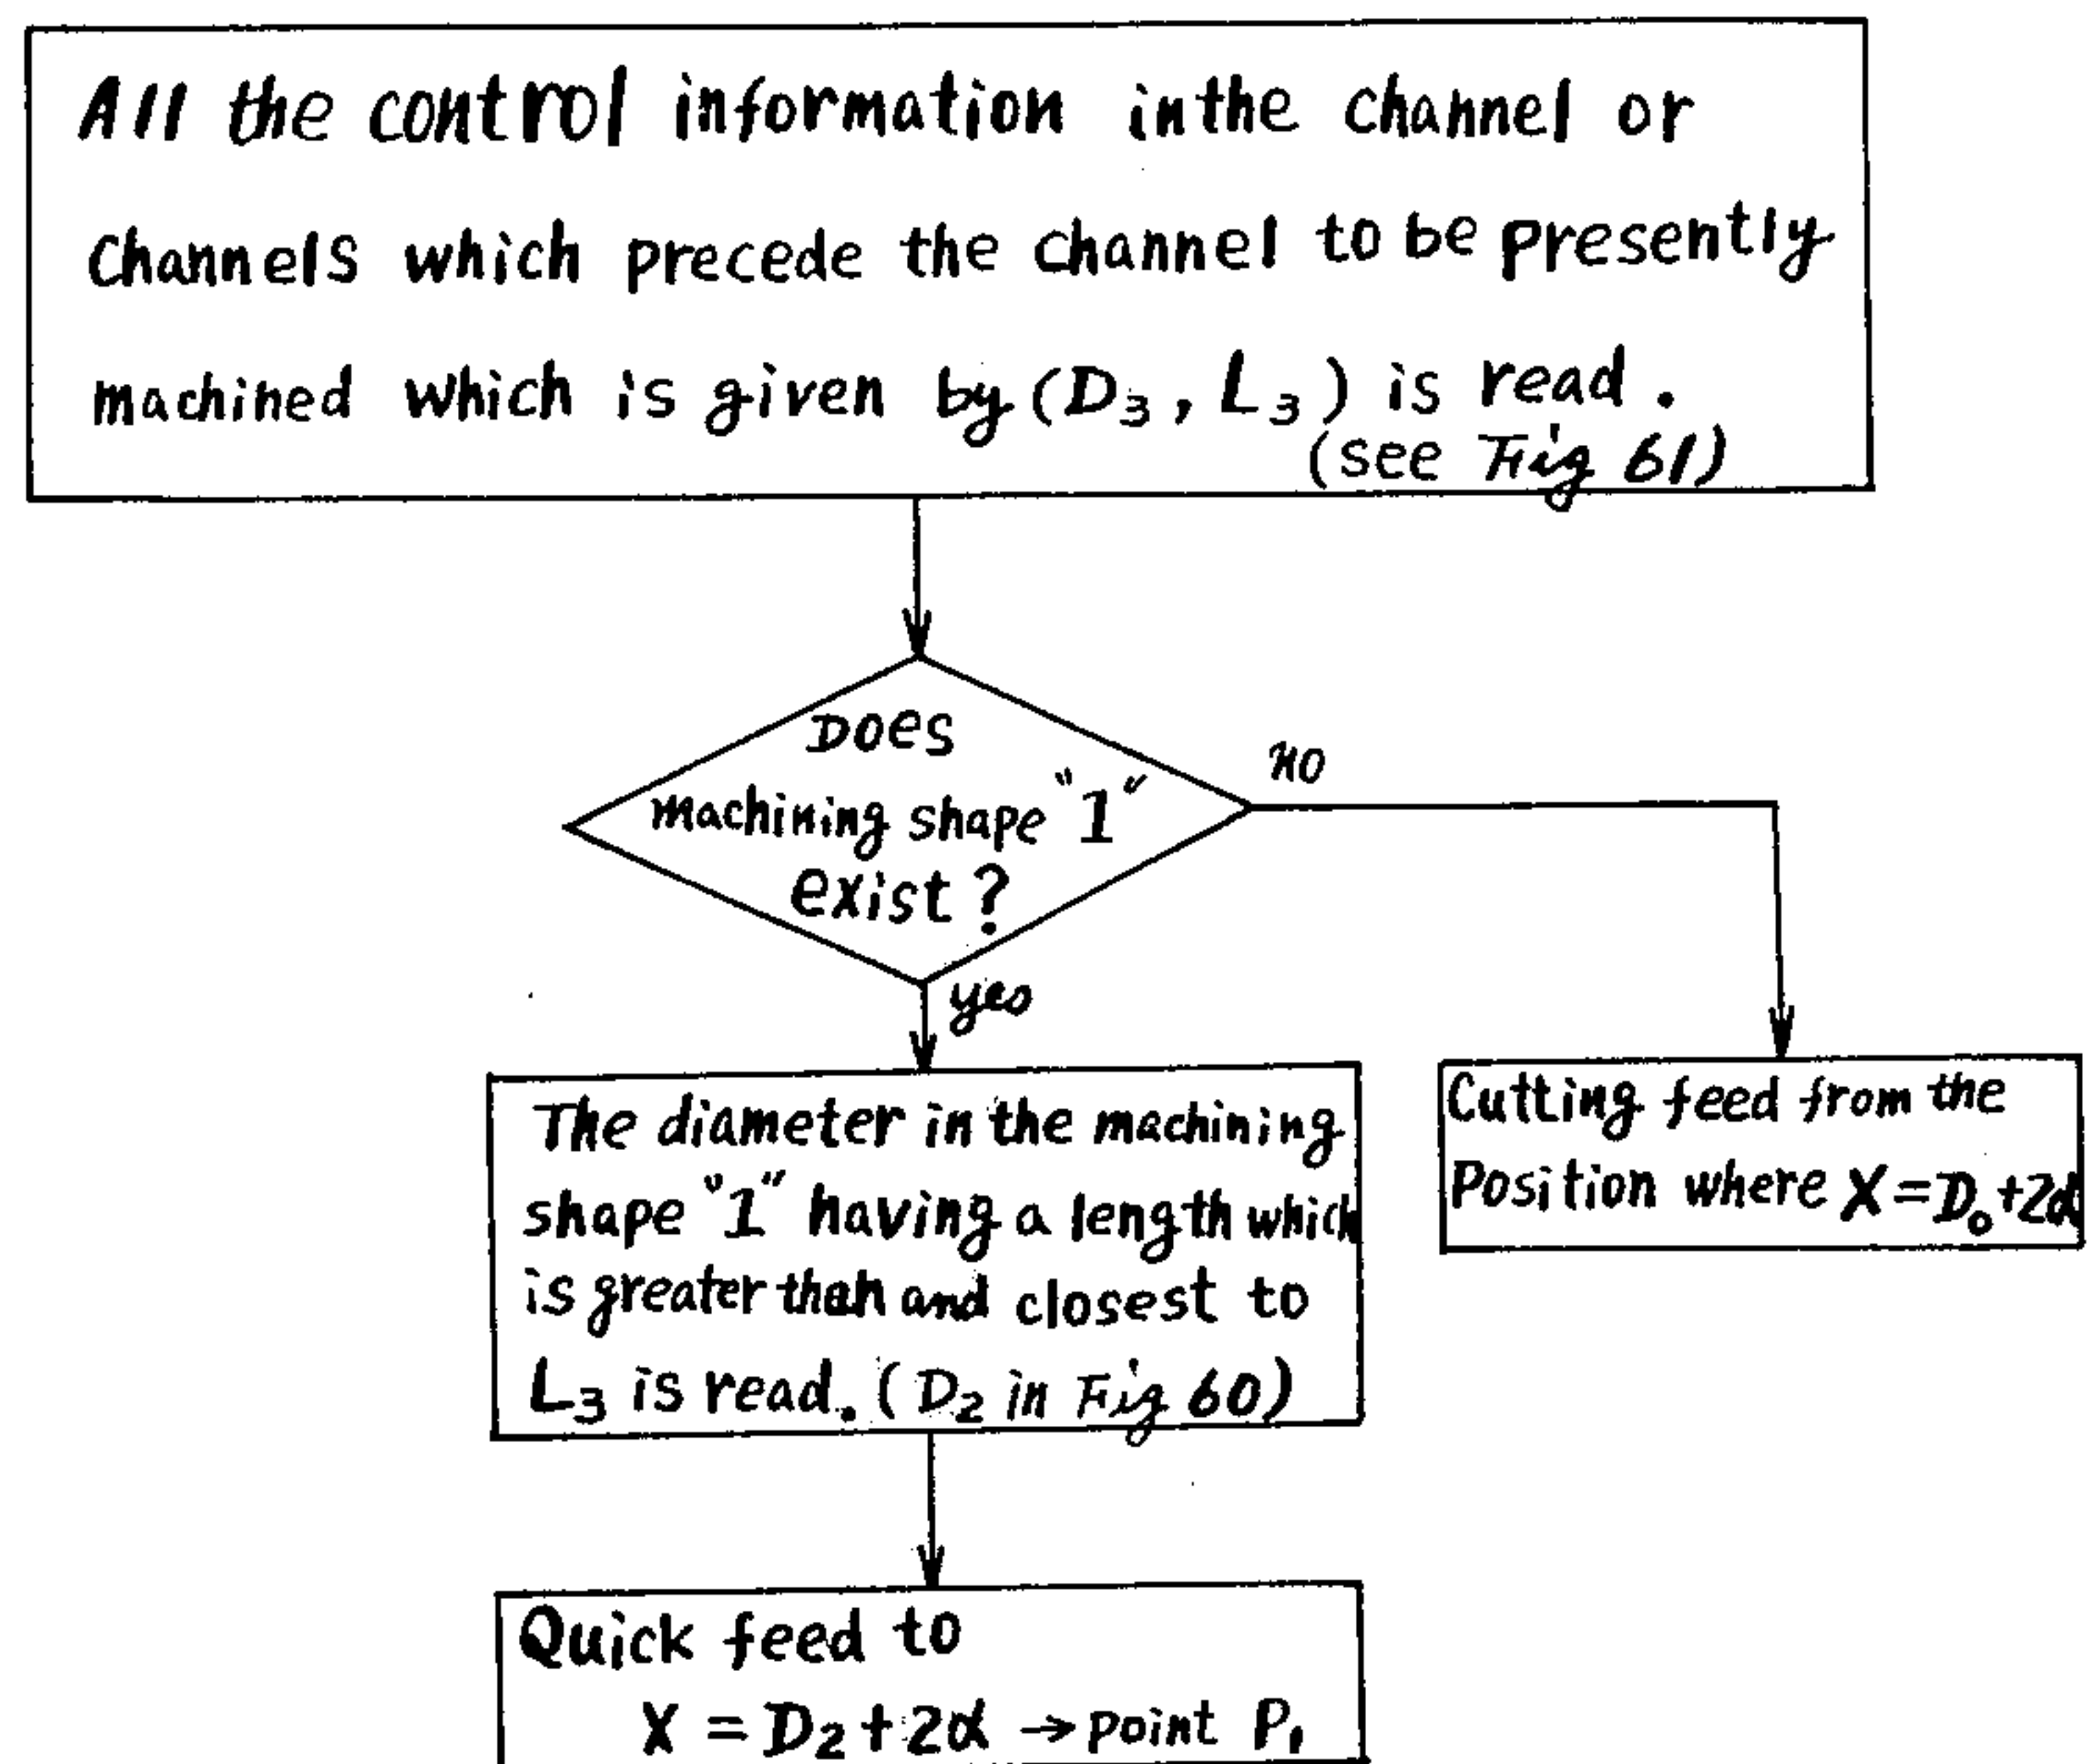 All the control information in the channel or
Channels which precede the channel to be presently
machined which is given by (D₃, L₃) is read.
(see Fig 61)
Does
machining shape "1"
exist?
no
yes
The diameter in the machining
shape "1" having a length which
is greater than and closest to
L₃ is read. (D₂ in Fig 60)
Cutting feed from the
Position where X=D₀+2α
Quick feed to
X = D₂+2α → point P₁